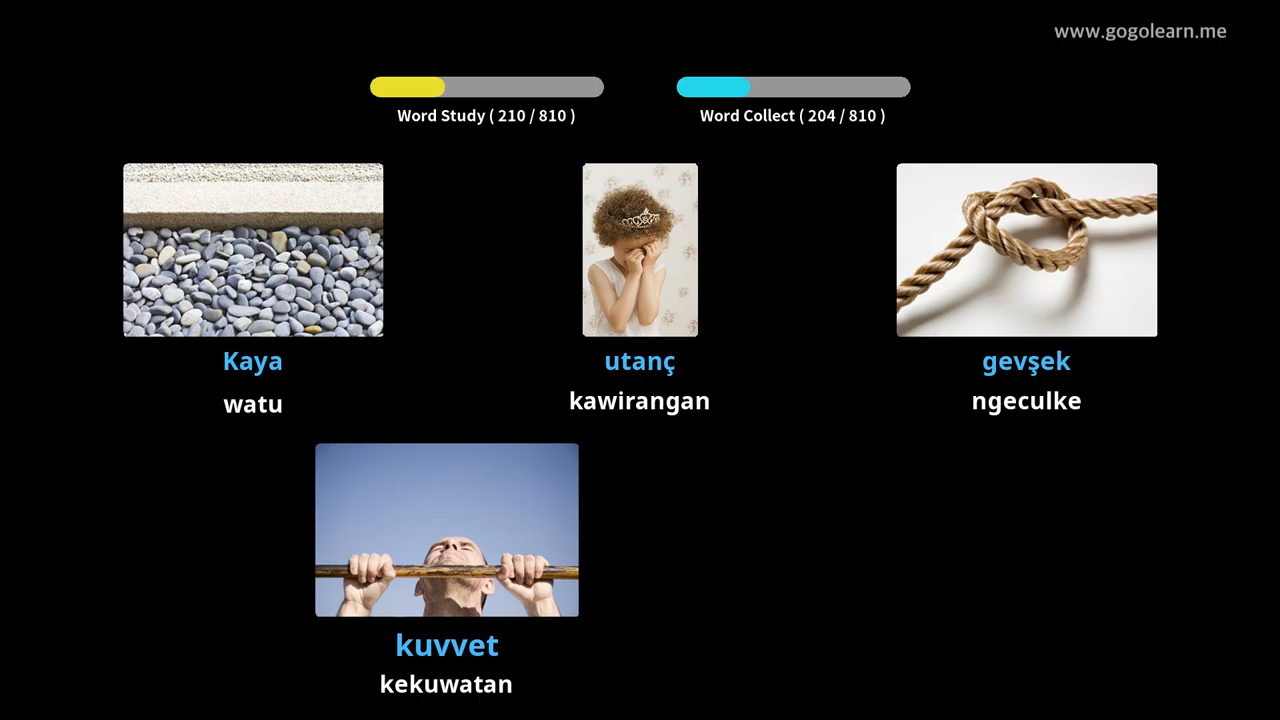 www.gogolearn.me
Word Study ( 210 / 810 )
Word Collect ( 204 / 810 )
Kaya
watu
utanç
kawirangan
gevşek
ngeculke
kuvvet
kekuwatan